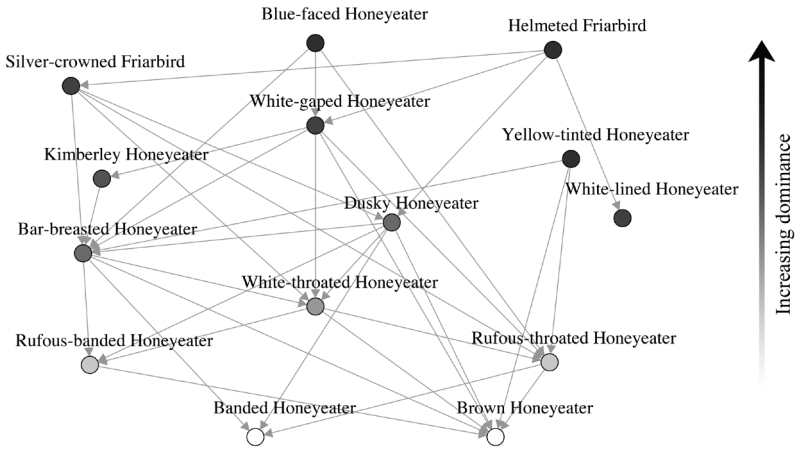 Blue-faced Honeyeater
Helmeted Friarbird
Silver-crowned Friarbird
White-gaped Honeyeater
Yellow-tinted Honeyeater
Kimberley Honeyeater
White-lined Honeyeater
Dusky Honeyeater
Bar-breasted Honeyeater
White-throated Honeyeater
Rufous-banded Honeyeater
Rufous-throated Honeyeater
Banded Honeyeater
Brown Honeyeater
Increasing dominance